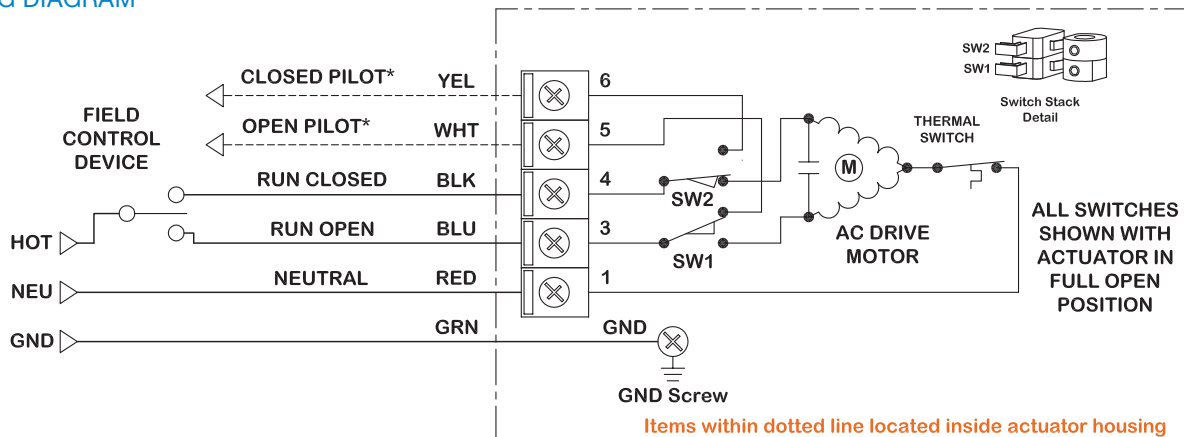 G DIAGRAM
SW2
SW1
Switch Stack
Detail
CLOSED PILOT*
YEL
6
OPEN PILOT*
WHT
5
FIELD
CONTROL
DEVICE
THERMAL
SWITCH
RUN CLOSED
BLK
4
SW2
M
RUN OPEN
BLU
3
SW1
AC DRIVE
MOTOR
ALL SWITCHES
SHOWN WITH
ACTUATOR IN
FULL OPEN
POSITION
HOT
NEU
NEUTRAL
RED
1
GND
GRN
GND
GND Screw
Items within dotted line located inside actuator housing